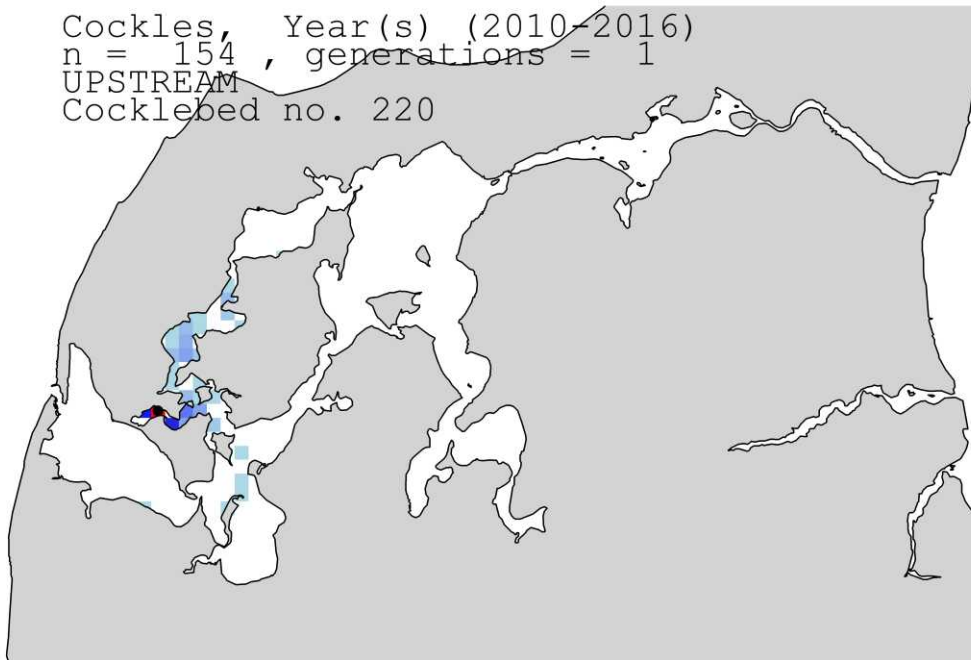 Cockles, Year(s) (2010-2016)
n = 154 , generations = 1
UPSTREAM
Cocklebed no. 220